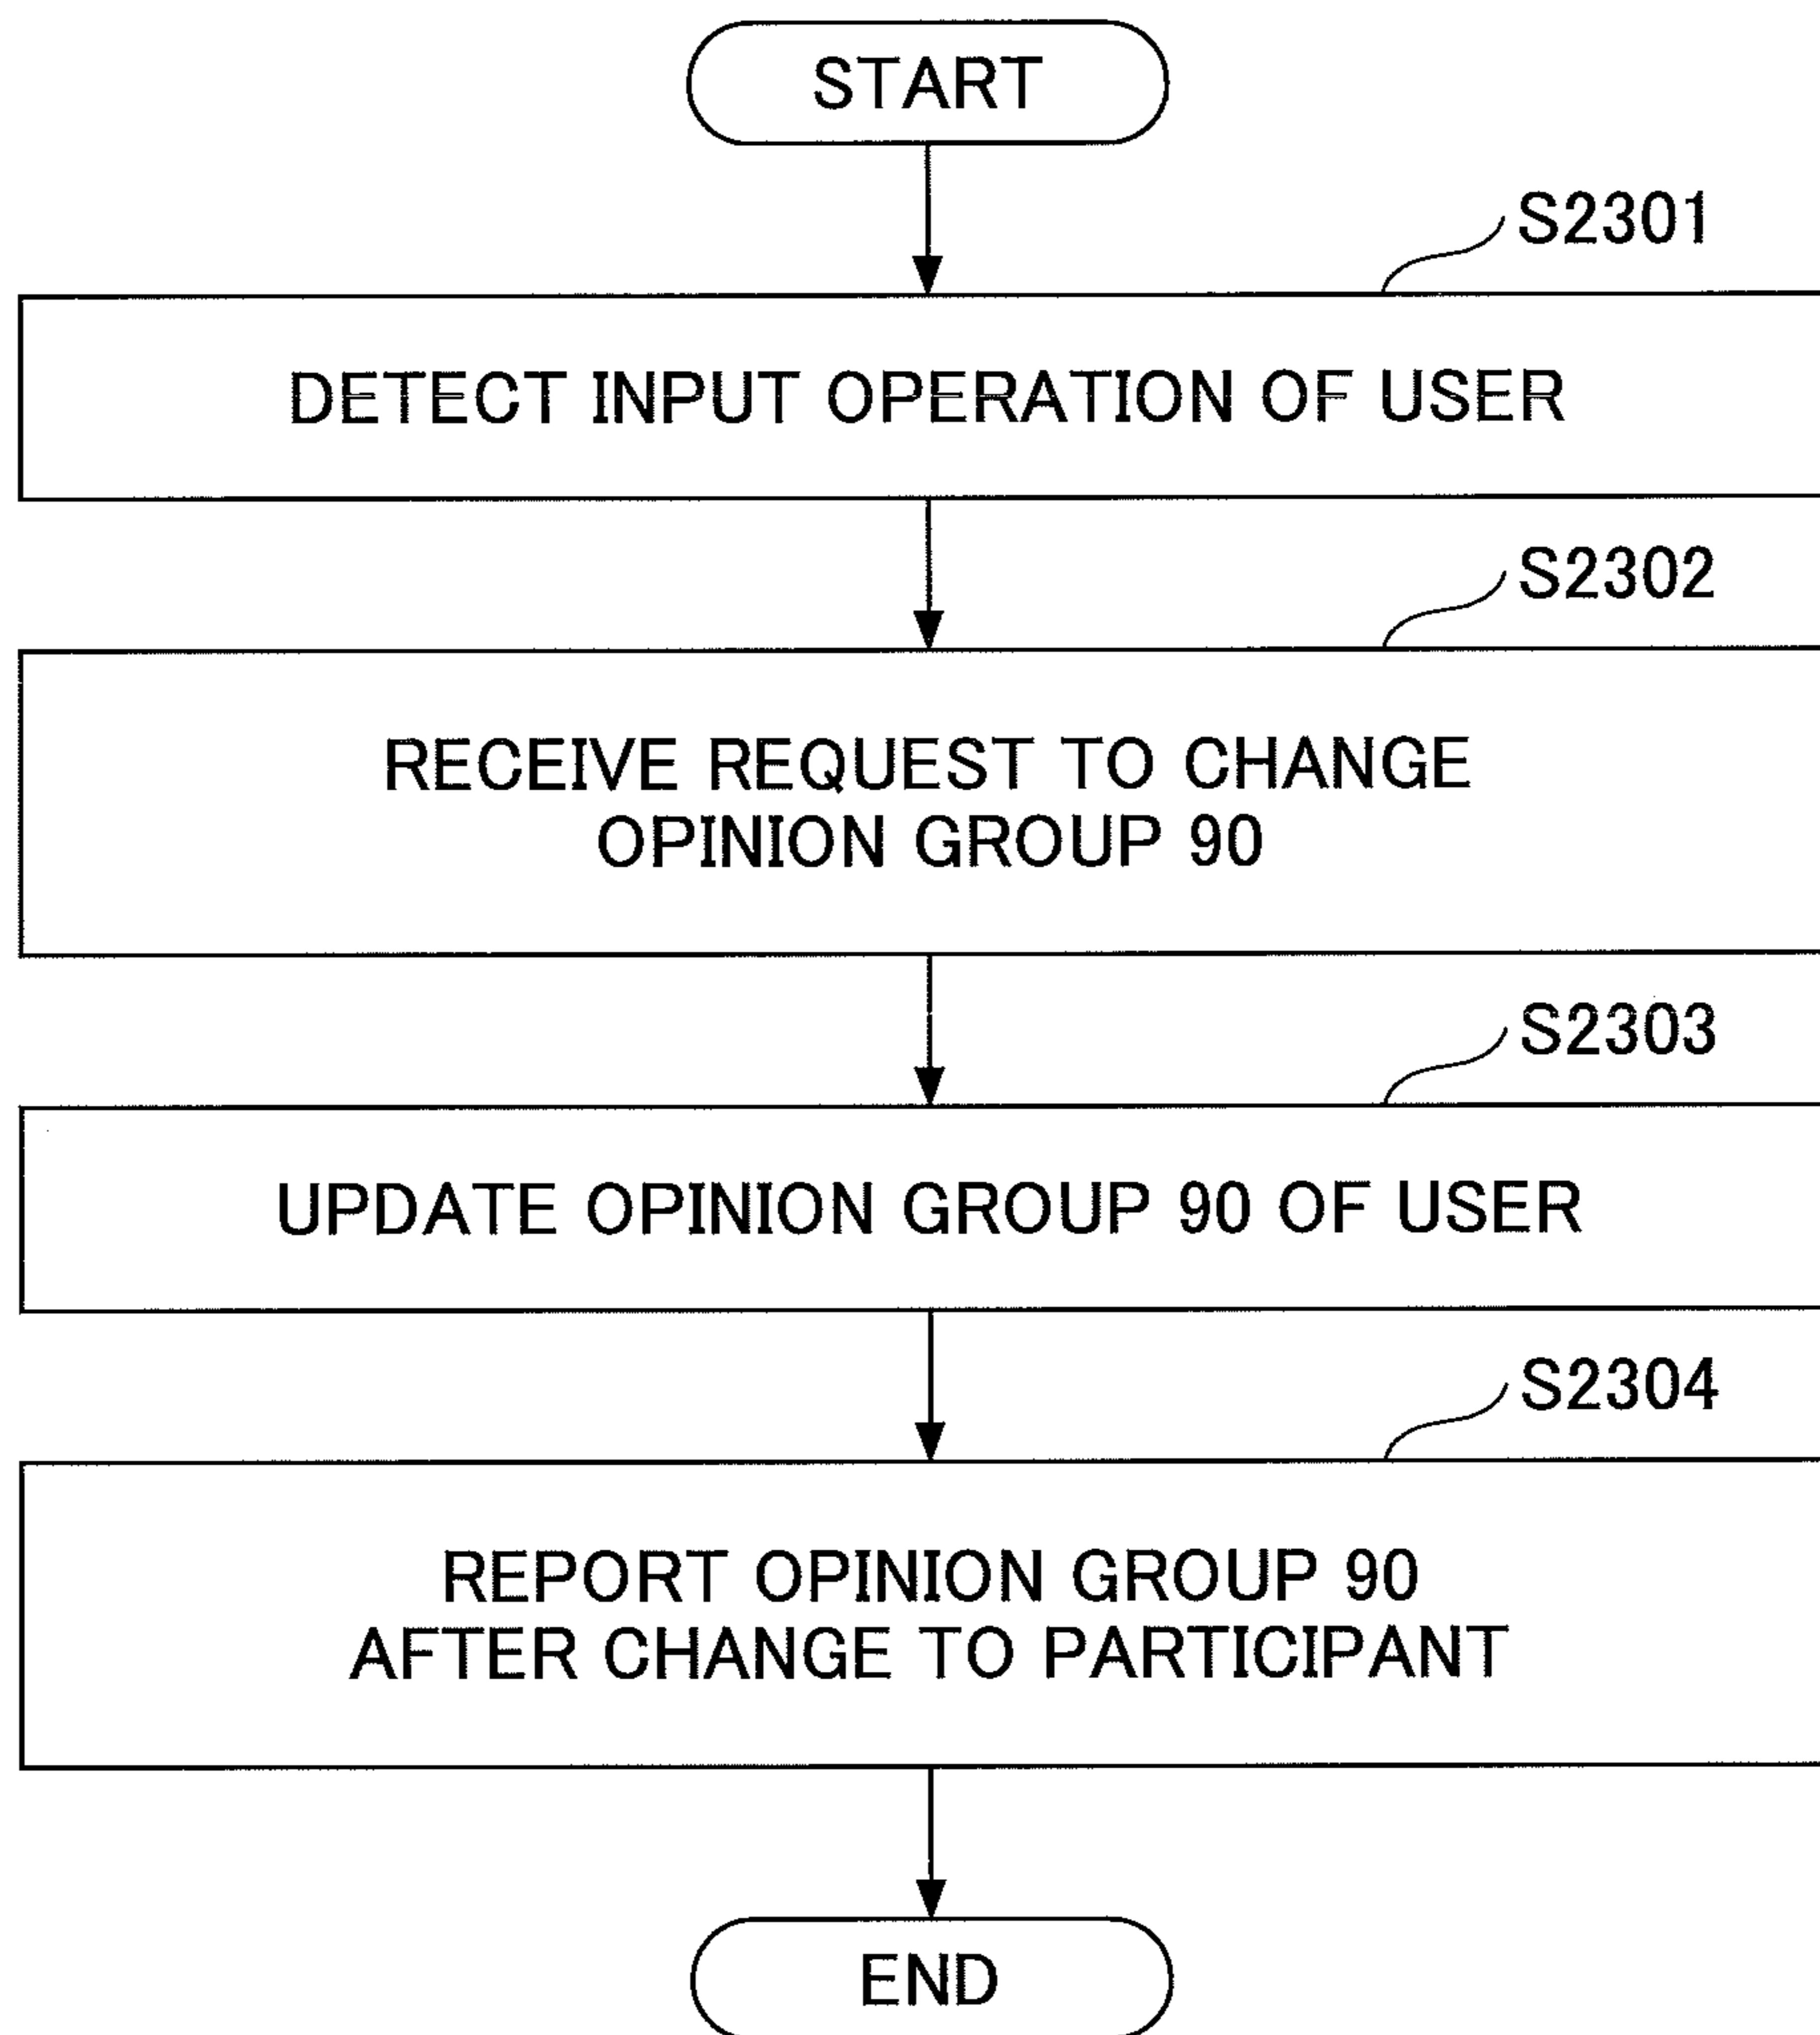 START
S2301
DETECT INPUT OPERATION OF USER
S2302
RECEIVE REQUEST TO CHANGE
OPINION GROUP 90
S2303
UPDATE OPINION GROUP 90 OF USER
S2304
REPORT OPINION GROUP 90
AFTER CHANGE TO PARTICIPANT
END